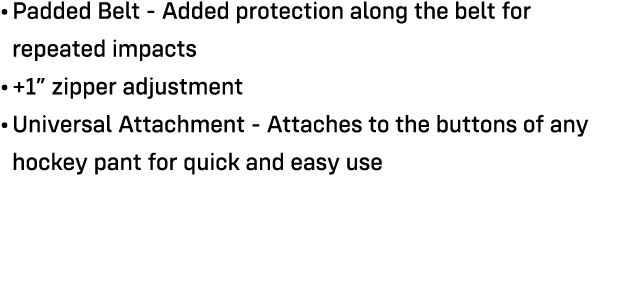 • Padded Belt - Added protection along the belt for
repeated impacts
• +1” zipper adjustment
• Universal Attachment - Attaches to the buttons of any
hockey pant for quick and easy use